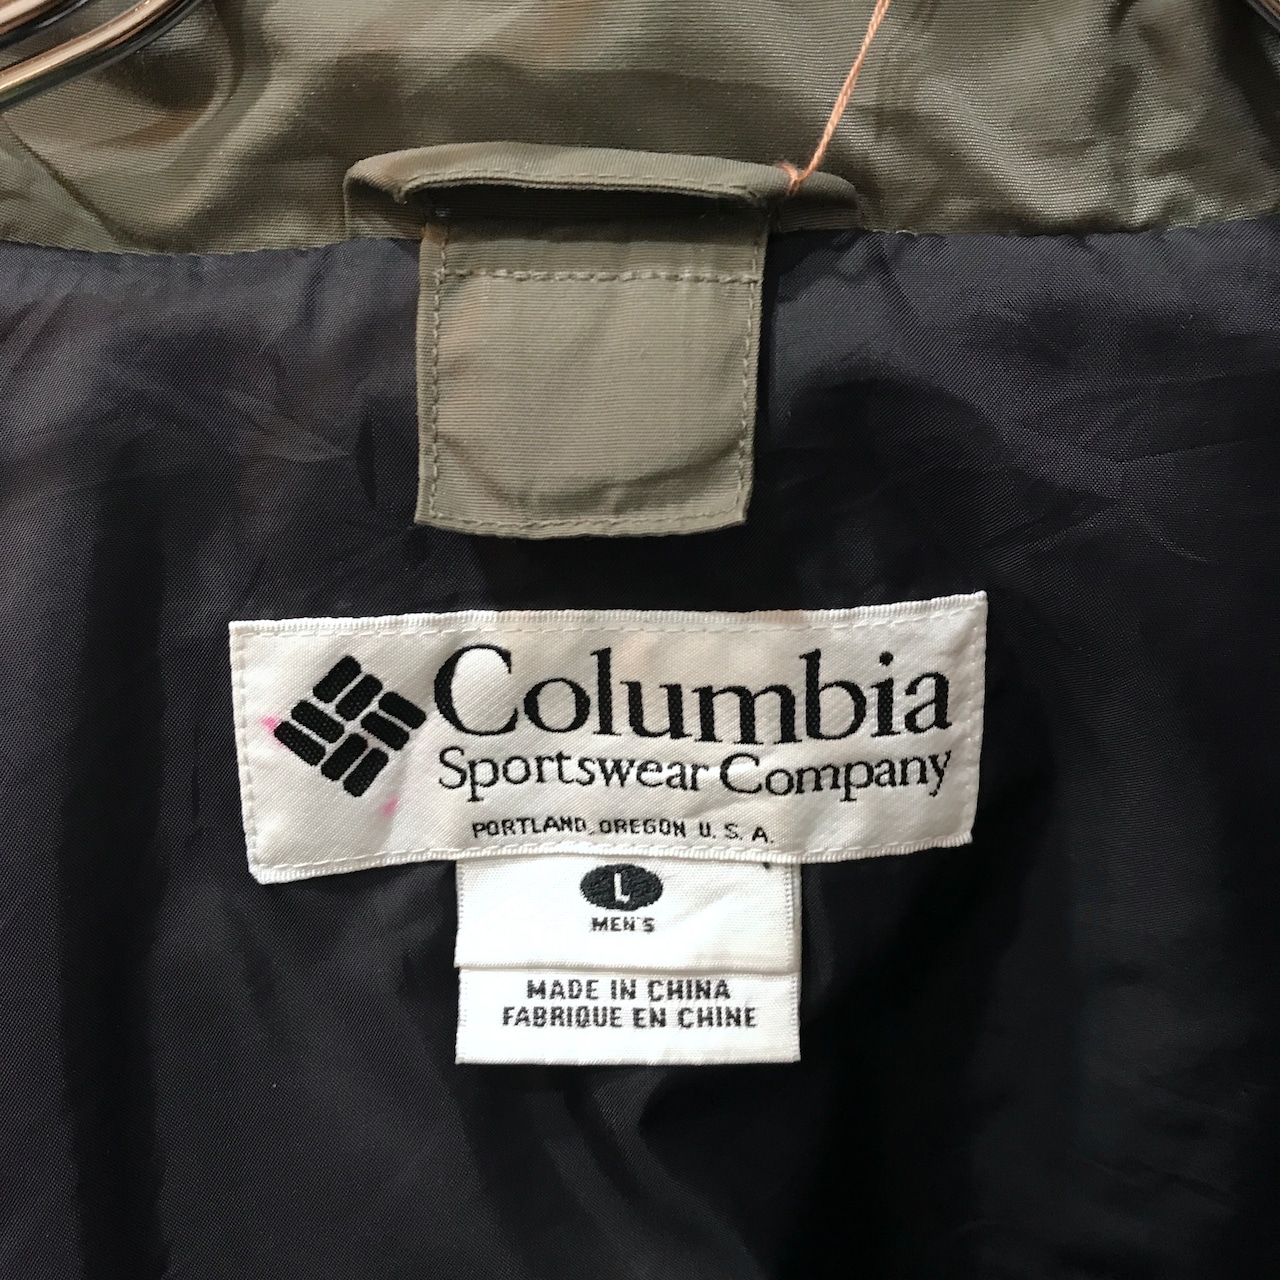 Columbia
Sportswear Company
PORTLAND, OREGON U.S.A.
L
MEN'S
MADE IN CHINA
FABRIQUE EN CHINE